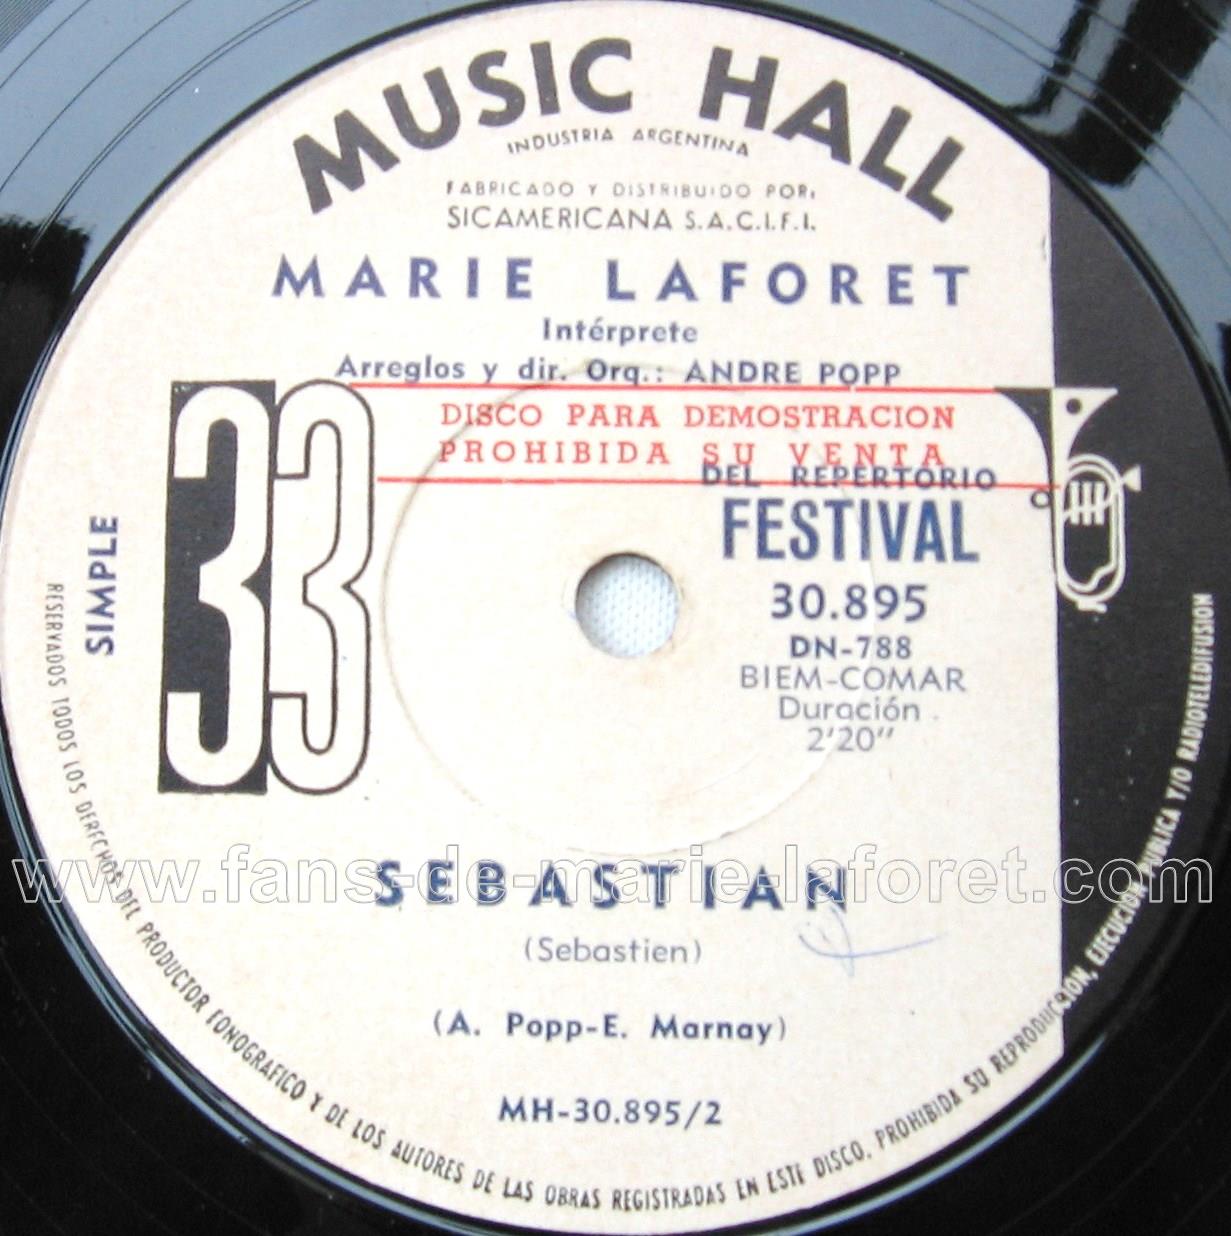 MUSIC HALL
INDUSTRIA ARGENTINA
FABRICADO Y DISTRIBUIDO POR:
SICAMERICANA S.A.C.I.F.I.
MARIE LAFORET
Intérprete
Arreglos y dir. Orq.: ANDRE POPP
DISCO PARA DEMOSTRACION
PROHIBIDA SU VENTA
33
SIMPLE
DEL REPERTORIO
FESTIVAL
30.895
DN-788
BIEM-COMAR
Duración
2'20"
www.fans-de-marie-laforet.com
SEBASTIAN
(Sebastien)
(A. Popp-E. Marnay)
MH-30.895/2
RESERVADOS TODOS LOS DERECHOS DEL PRODUCTOR FONOGRAFICO Y DE LOS AUTORES DE LAS OBRAS REGISTRADAS EN ESTE DISCO. PROHIBIDA SU REPRODUCCION, EJECUCION PUBLICA Y/O RADIOTELEDIFUSION